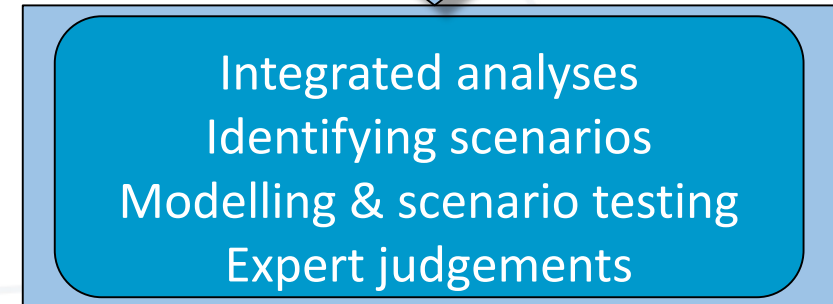 Integrated analyses
Identifying scenarios
Modelling & scenario testing
Expert judgements